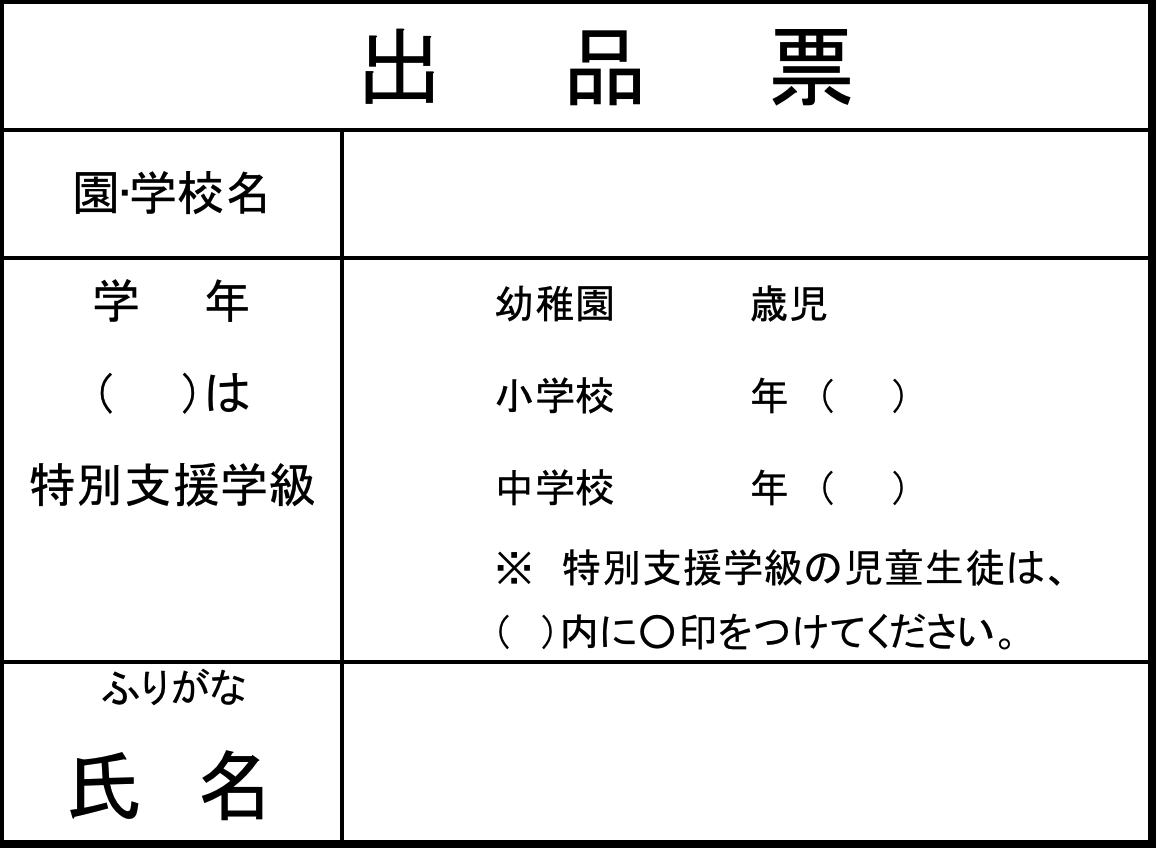 出　品　票
園・学校名
学　年
（　）は
特別支援学級
幼稚園　　　歳児
小学校　　　年　（　）
中学校　　　年　（　）
※　特別支援学級の児童生徒は、
（　）内に〇印をつけてください。
ふりがな
氏　名